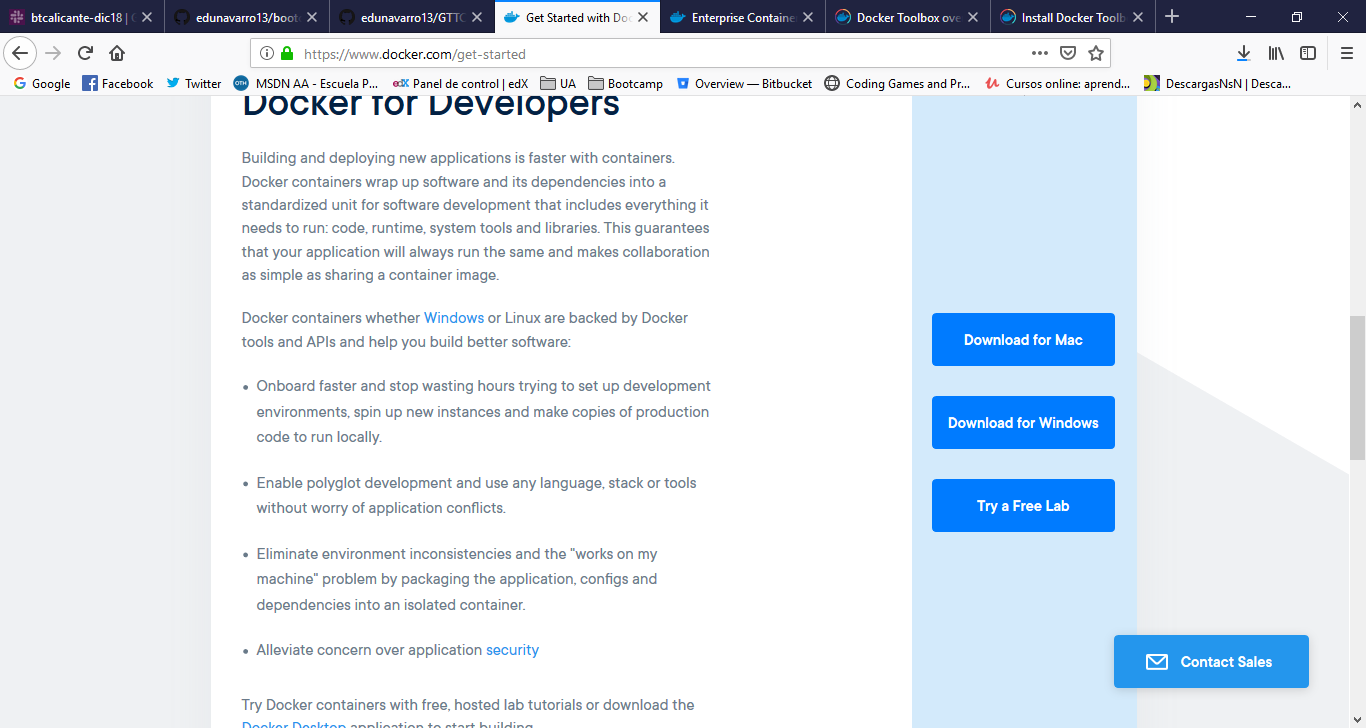 btcalicante-dic18 |
edunavarro13/boot
edunavarro13/GTTC
Get Started with Doc
Enterprise Containe
Docker Toolbox ove
Install Docker Toolb
https://www.docker.com/get-started
Google
Facebook
Twitter
OTH
MSDN AA - Escuela P...
edX
Panel de control | edX
UA
Bootcamp
Overview — Bitbucket
Coding Games and Pr...
Cursos online: aprend...
DescargasNsN | Desca...
Docker for Developers
Building and deploying new applications is faster with containers.
Docker containers wrap up software and its dependencies into a
standardized unit for software development that includes everything it
needs to run: code, runtime, system tools and libraries. This guarantees
that your application will always run the same and makes collaboration
as simple as sharing a container image.
Docker containers whether Windows or Linux are backed by Docker
tools and APIs and help you build better software:
• Onboard faster and stop wasting hours trying to set up development
environments, spin up new instances and make copies of production
code to run locally.
• Enable polyglot development and use any language, stack or tools
without worry of application conflicts.
• Eliminate environment inconsistencies and the "works on my
machine" problem by packaging the application, configs and
dependencies into an isolated container.
• Alleviate concern over application security
Try Docker containers with free, hosted lab tutorials or download the
Docker Desktop application to start building.
Download for Mac
Download for Windows
Try a Free Lab
Contact Sales